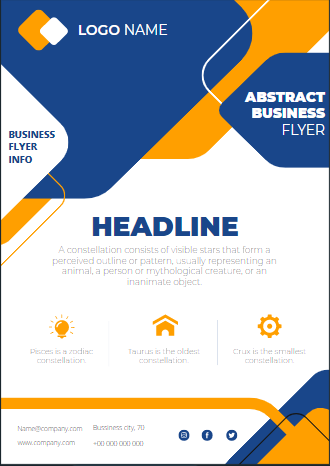 LOGO NAME
ABSTRACT
BUSINESS
FLYER
BUSINESS
FLYER
INFO
HEADLINE
A constellation consists of visible stars that form a
perceived outline or pattern, usually representing an
animal, a person or mythological creature, or an
inanimate object.
Pisces is a zodiac
constellation.
Taurus is the oldest
constellation.
Crux is the smallest
constellation.
Name@company.com
www.company.com
Bussiness city, 70
+00 000 000 000